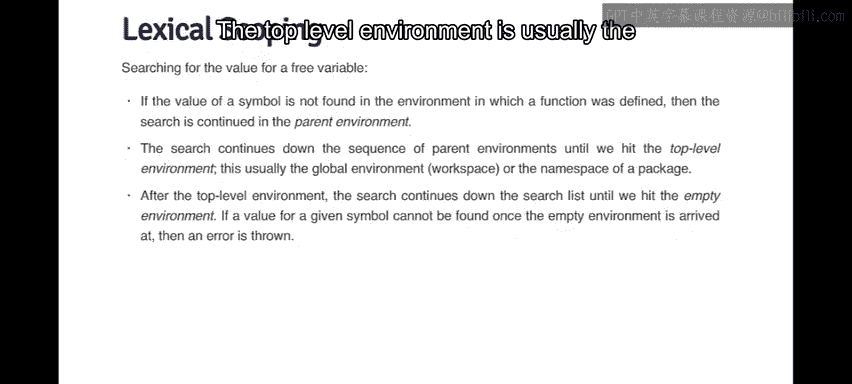 Lexical Scoping
The top level environment is usually the
Searching for the value for a free variable:
· If the value of a symbol is not found in the environment in which a function was defined, then the
search is continued in the parent environment.
· The search continues down the sequence of parent environments until we hit the top-level
environment; this usually the global environment (workspace) or the namespace of a package.
· After the top-level environment, the search continues down the search list until we hit the empty
environment. If a value for a given symbol cannot be found once the empty environment is arrived
at, then an error is thrown.